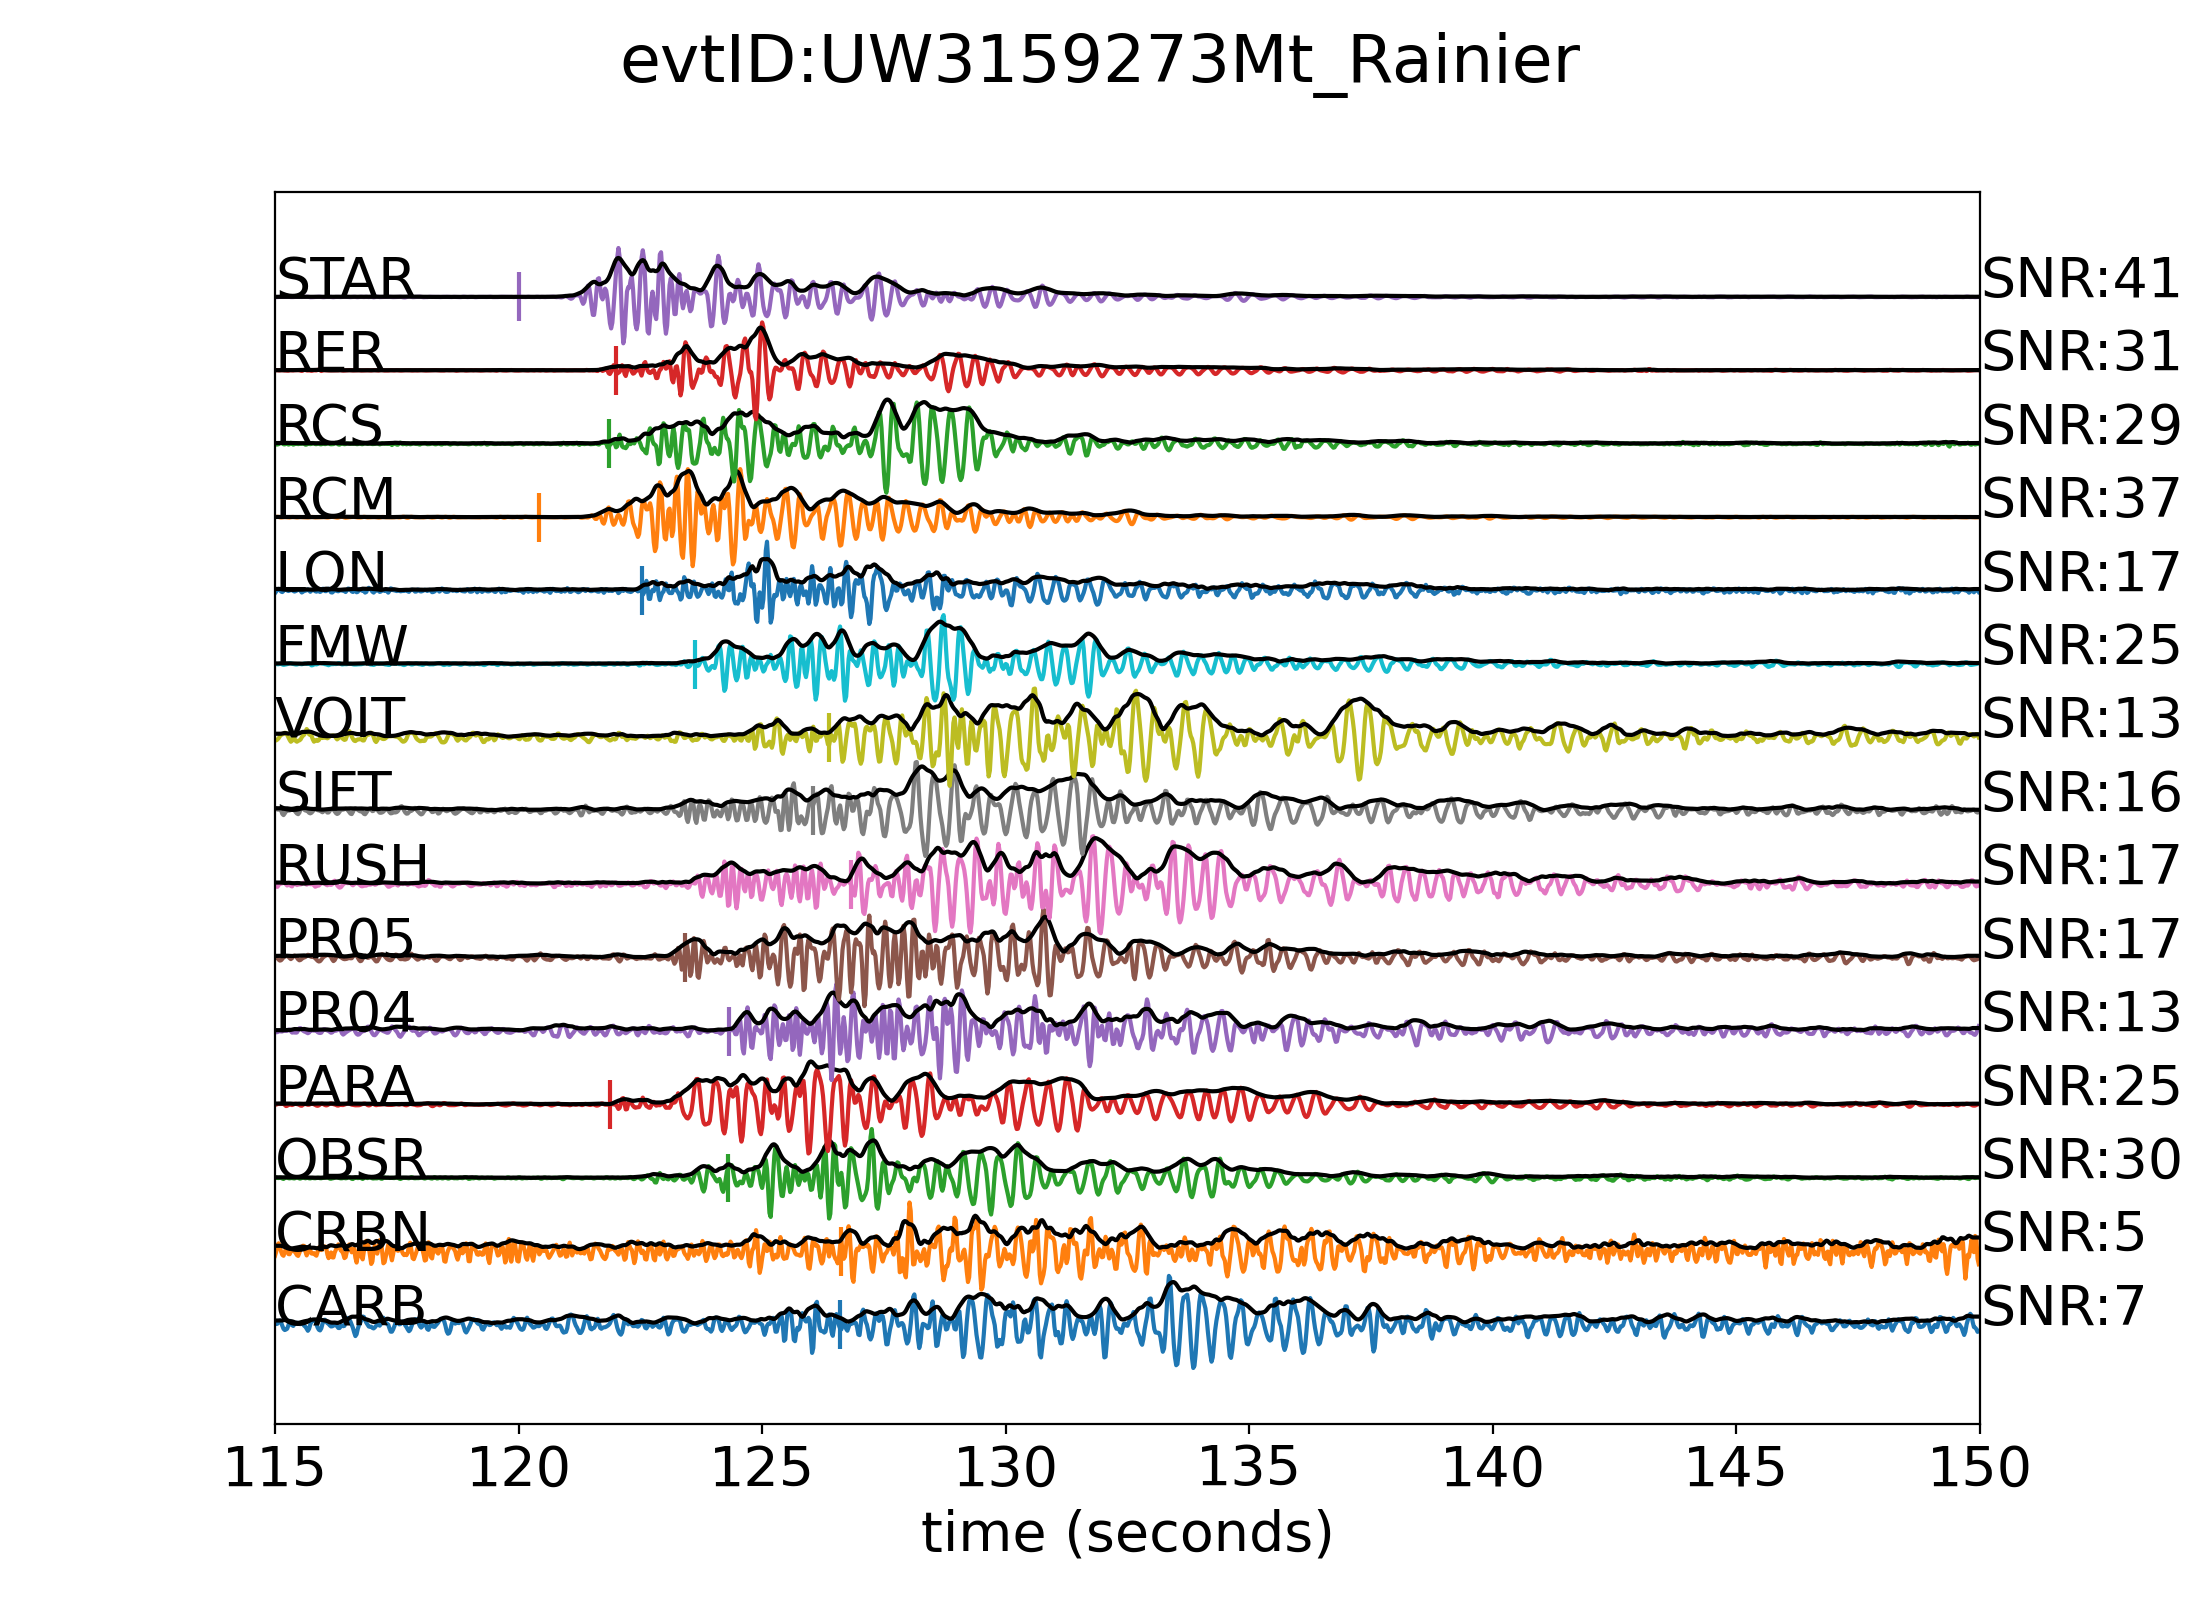 evtID:UW3159273Mt_Rainier
STAR SNR:41
RER SNR:31
RCS SNR:29
RCM SNR:37
LON SNR:17
FMW SNR:25
VOIT SNR:13
SIFT SNR:16
RUSH SNR:17
PR05 SNR:17
PR04 SNR:13
PARA SNR:25
OBSR SNR:30
CRBN SNR:5
CARB SNR:7
115 120 125 130 135 140 145 150
time (seconds)